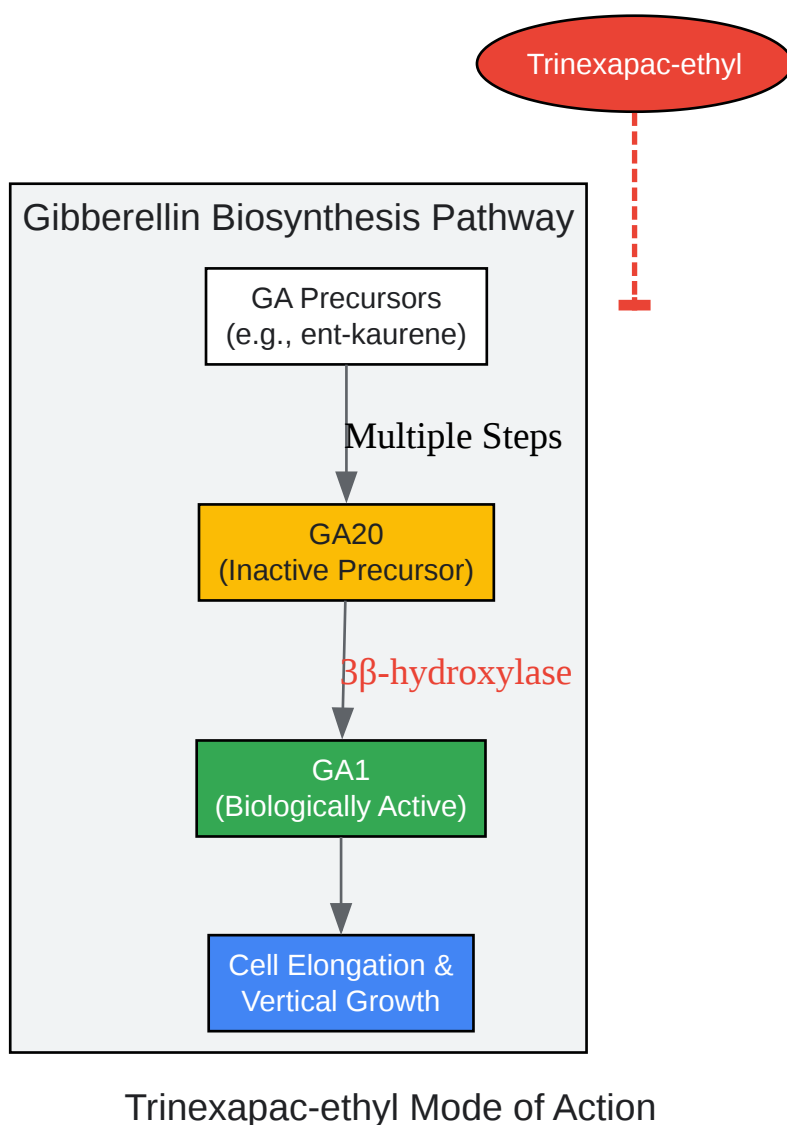 Trinexapac-ethyl
Gibberellin Biosynthesis Pathway
GA Precursors
(e.g., ent-kaurene)
Multiple Steps
GA20
(Inactive Precursor)
3β-hydroxylase
GA1
(Biologically Active)
Cell Elongation &
Vertical Growth
Trinexapac-ethyl Mode of Action